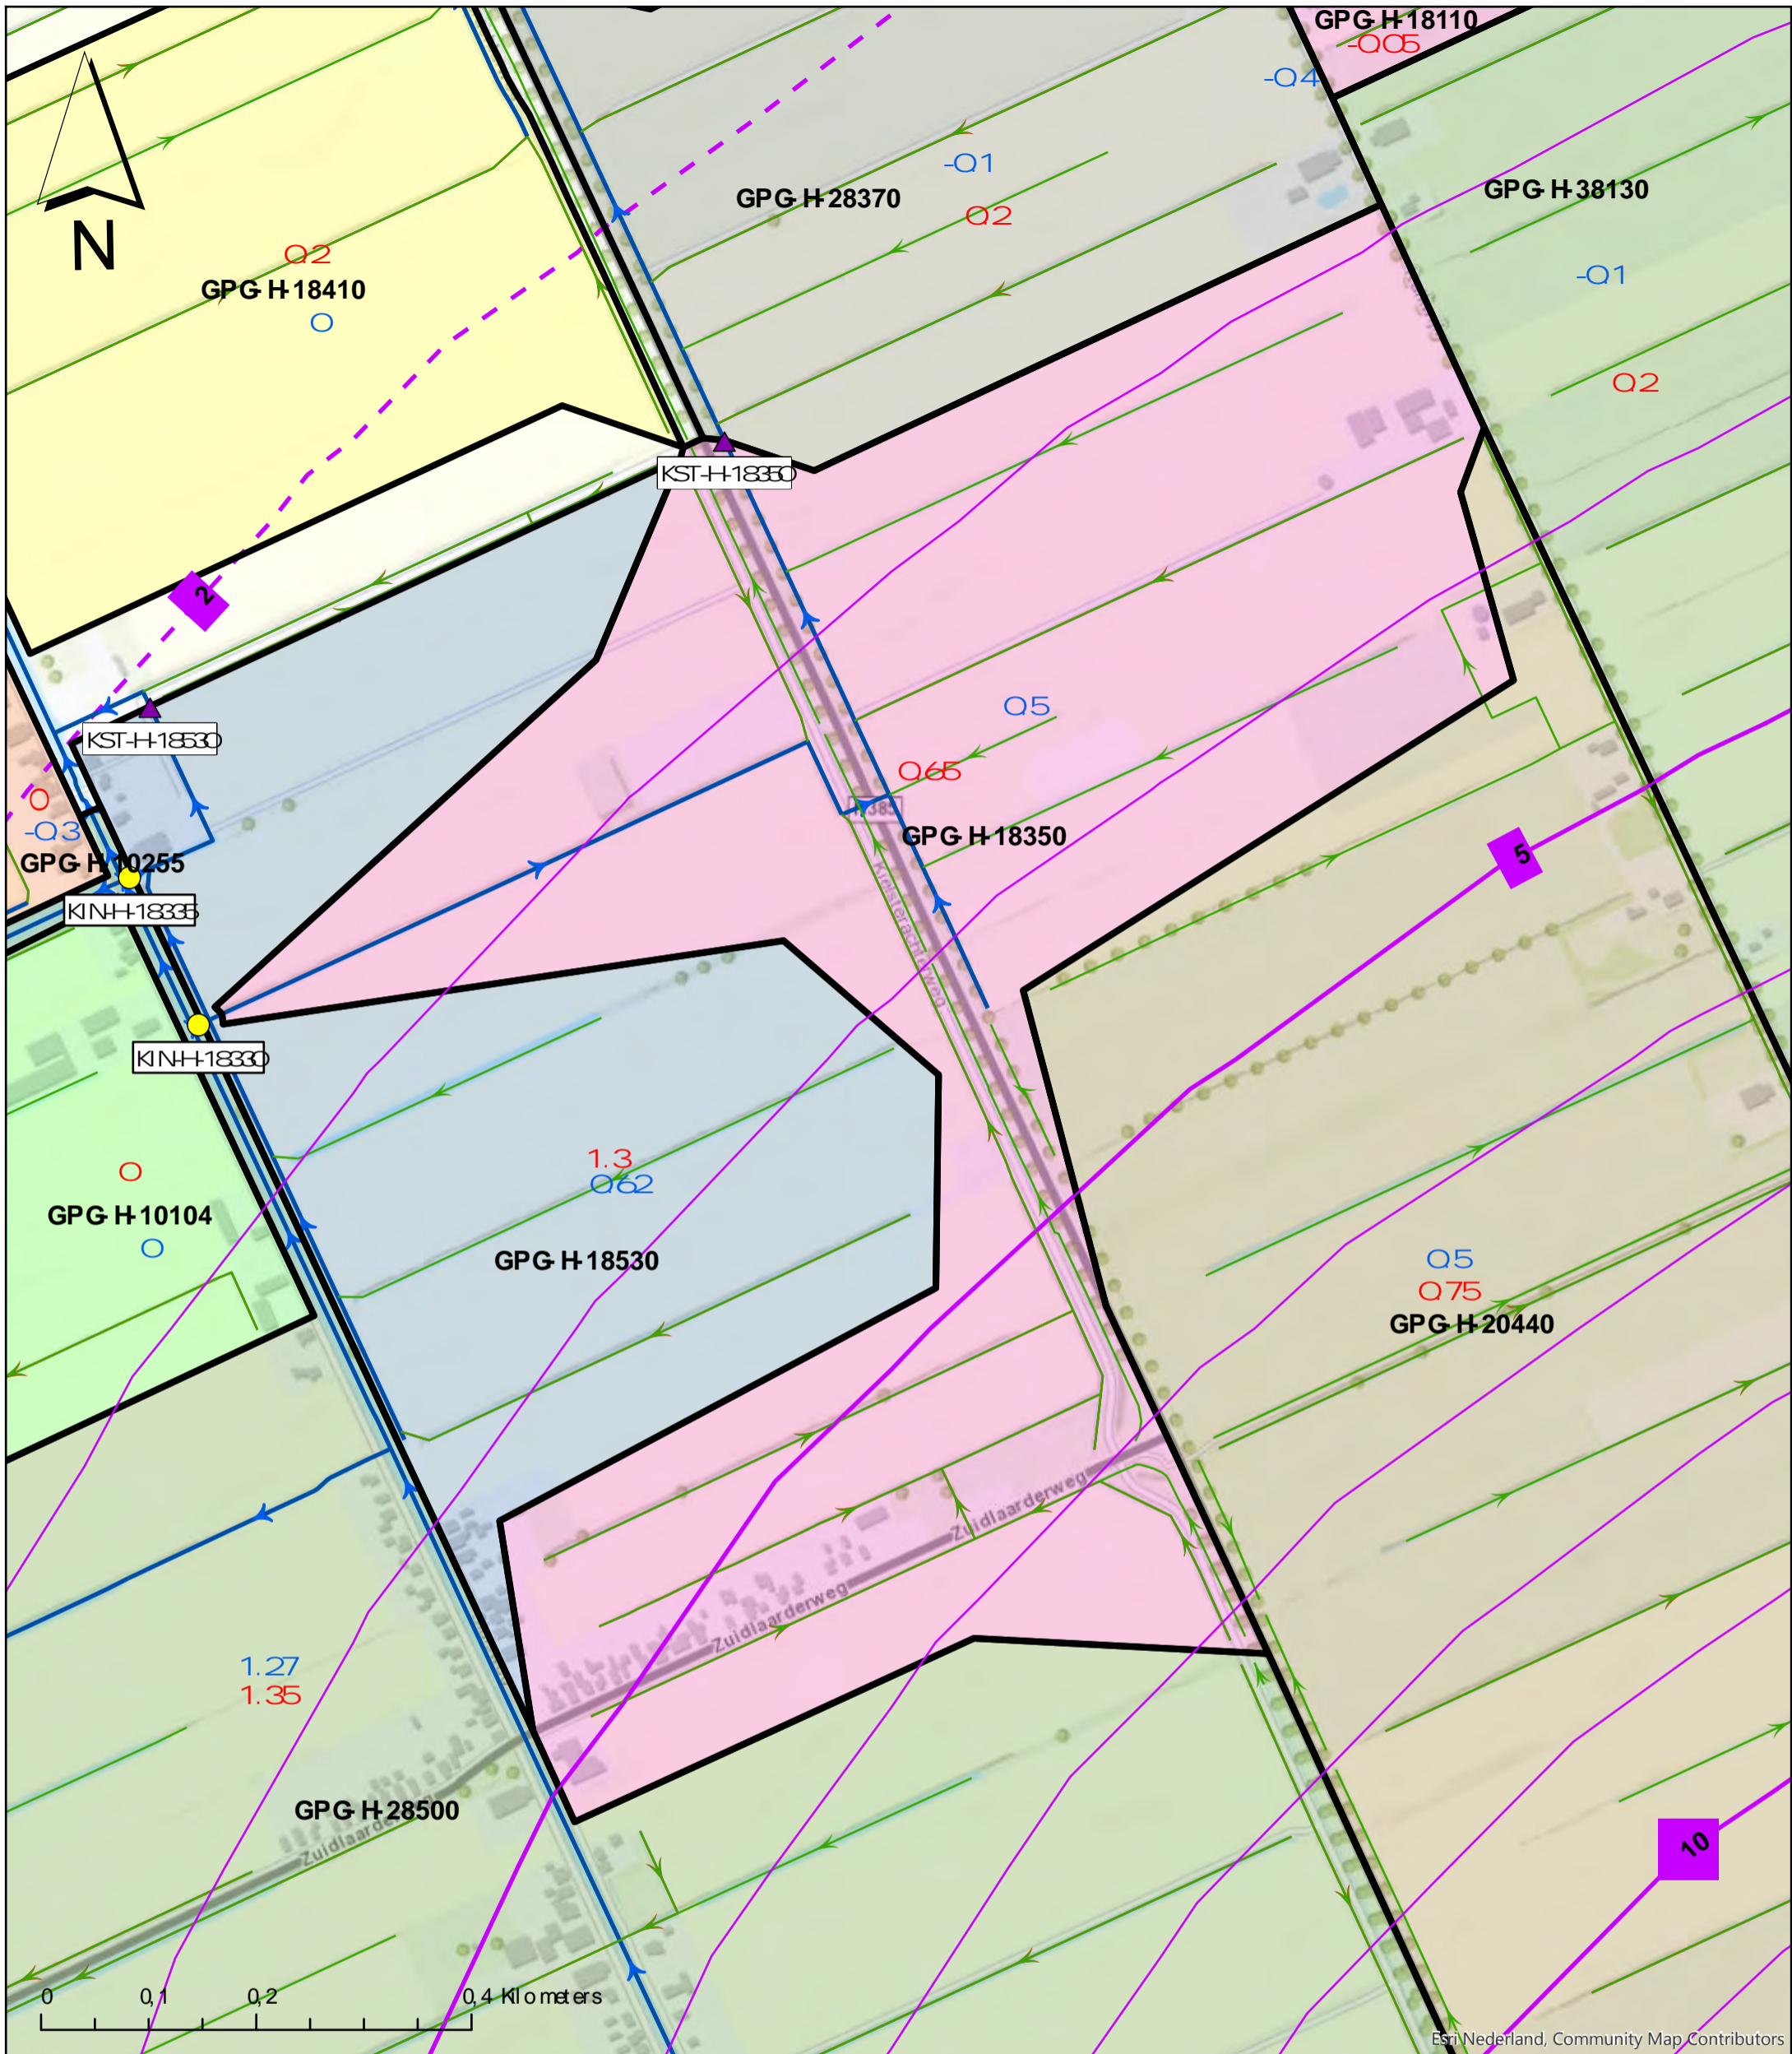 GPG-H-18110
-0.05
-0.4
-0.1
GPG-H-28370
0.2
GPG-H-38130
-0.1
0.2
N
0.2
GPG-H-18410
0
KST-H-18350
2
0.5
0.65
N385
GPG-H-18350
KST-H-18530
0
-0.3
GPG-H-10255
KIN-H-18335
5
Kielsterachterweg
KIN-H-18330
0
GPG-H-10104
0
1.3
0.62
GPG-H-18530
0.5
0.75
GPG-H-20440
Zuidlaarderweg
Zuidlaarderweg
1.27
1.35
GPG-H-28500
Zuidlaarderweg
10
0 0,1 0,2 0,4 Kilometers
Esri Nederland, Community Map Contributors